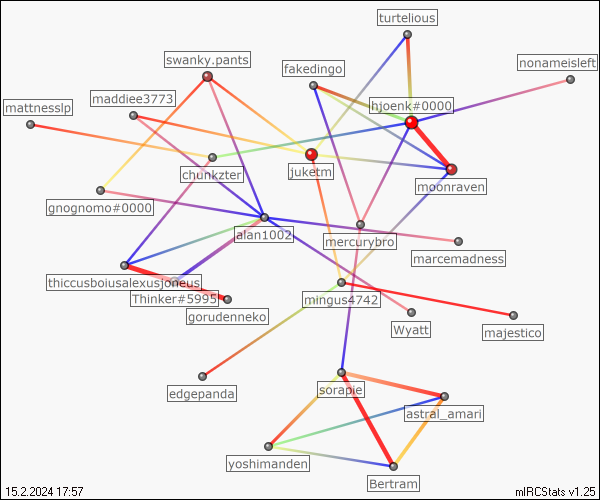 turtelious
swanky.pants
nonameisleft
fakedingo
maddiee3773
hjoenk#0000
mattnesslp
juketm
chunkzter
moonraven
gnognomo#0000
alan1002
mercurybro
marcemadness
thiccusboiusalexusjoneus
Thinker#5995
mingus4742
gorudenneko
Wyatt
majestico
edgepanda
sorapie
astral_amari
yoshimanden
Bertram
15.2.2024 17:57
mIRCStats v1.25